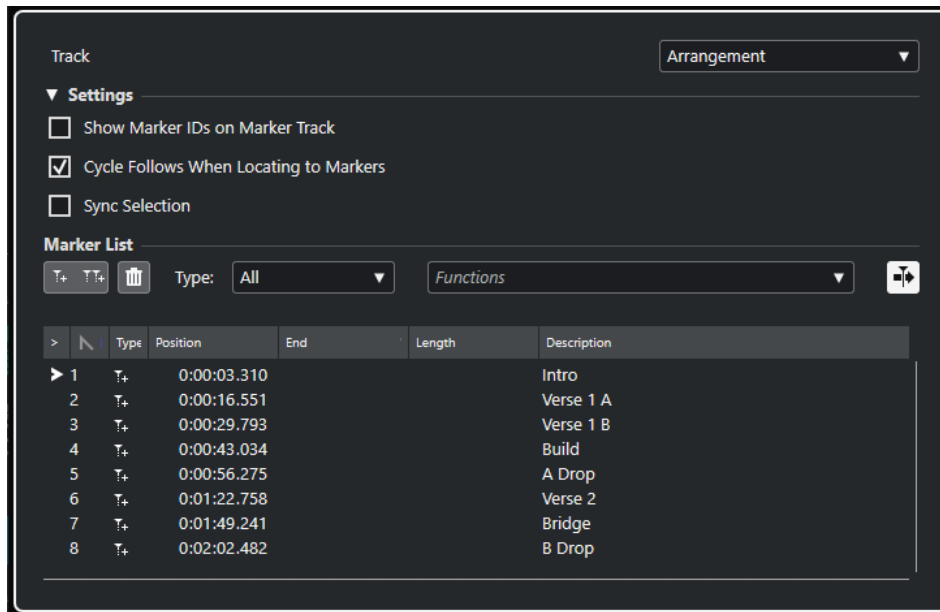 Track Arrangement
Settings
Show Marker IDs on Marker Track
Cycle Follows When Locating to Markers
Sync Selection
Marker List
Type: All Functions
> Type Position End Length Description
1 0:00:03.310 Intro
2 0:00:16.551 Verse 1 A
3 0:00:29.793 Verse 1 B
4 0:00:43.034 Build
5 0:00:56.275 A Drop
6 0:01:22.758 Verse 2
7 0:01:49.241 Bridge
8 0:02:02.482 B Drop